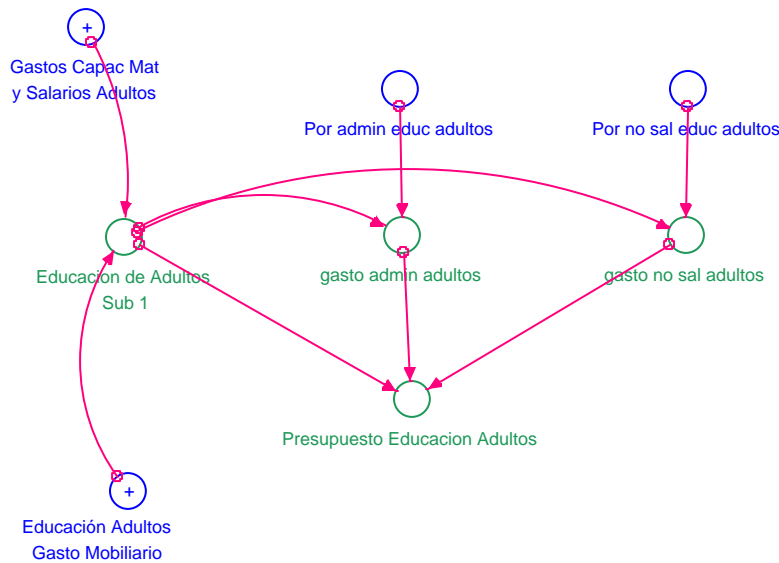 Gastos Capac Mat
y Salarios Adultos
Por admin educ adultos
Por no sal educ adultos
Educacion de Adultos
Sub 1
gasto admin adultos
gasto no sal adultos
Presupuesto Educacion Adultos
Educación Adultos
Gasto Mobiliario